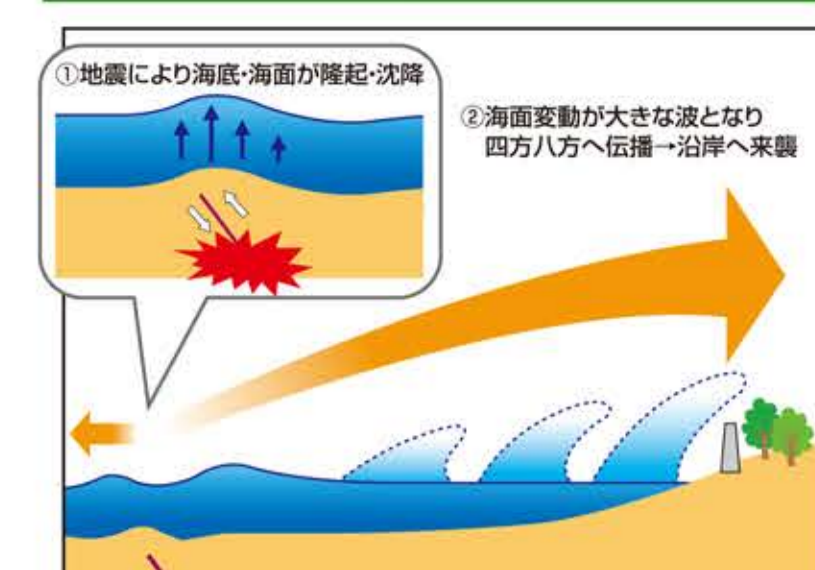 ①地震により海底・海面が隆起・沈降
②海面変動が大きな波となり
四方八方へ伝播→沿岸へ来襲